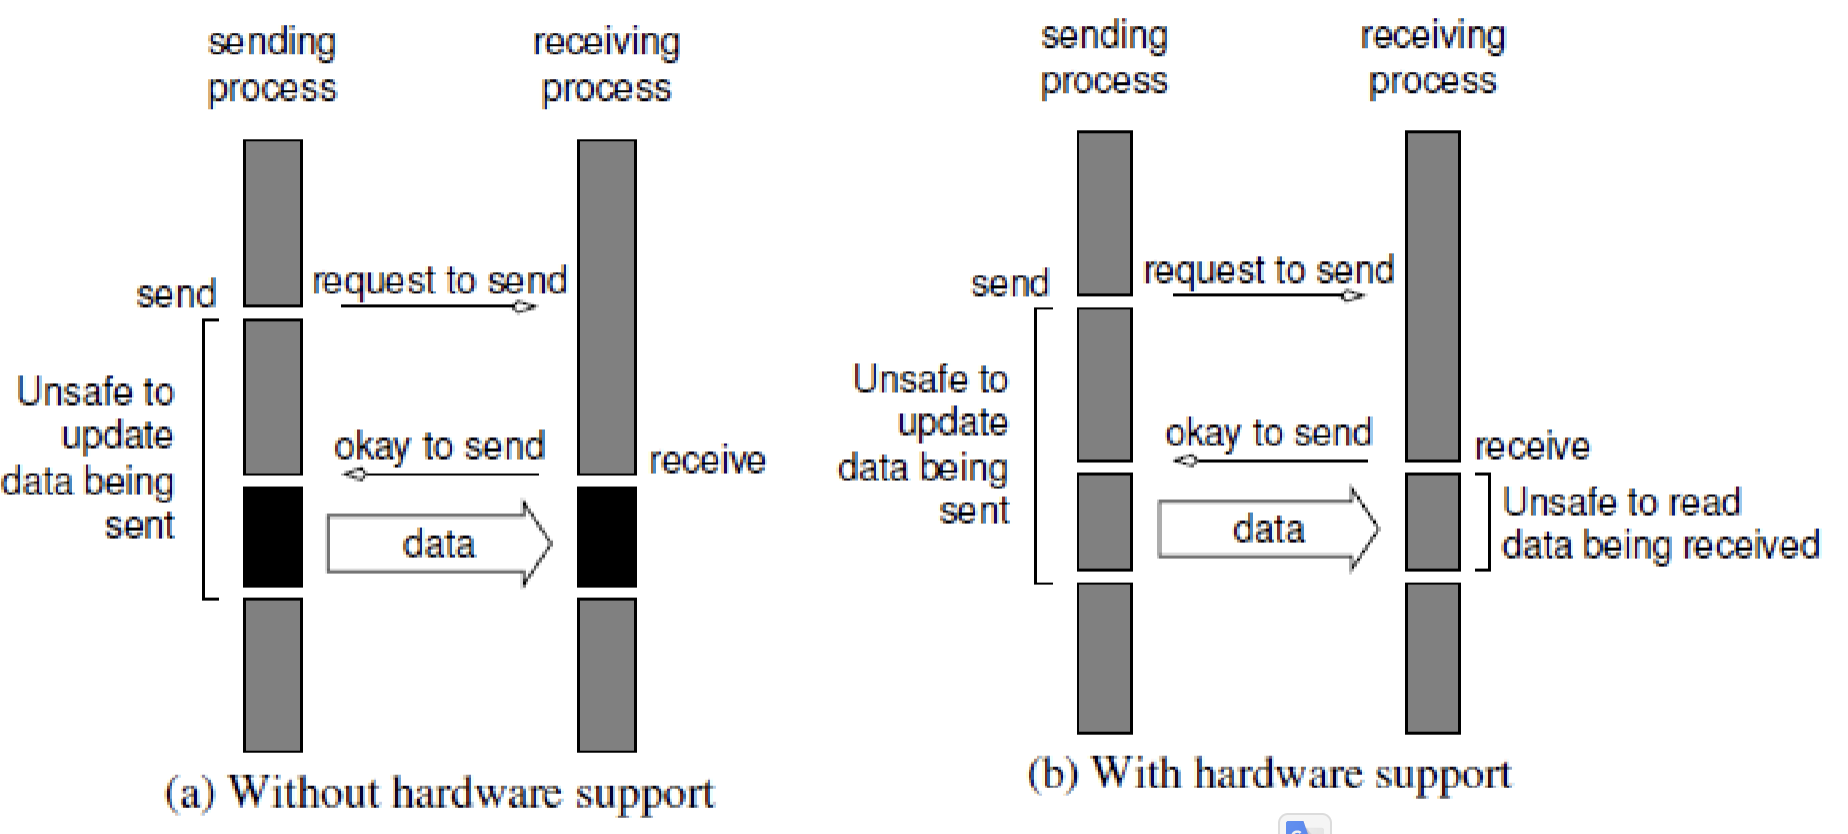 sending
process
receiving
process
send
request to send
Unsafe to
update
data being
sent
okay to send
receive
data
(a) Without hardware support
sending
process
receiving
process
send
request to send
Unsafe to
update
data being
sent
okay to send
receive
data
Unsafe to read
data being received
(b) With hardware support